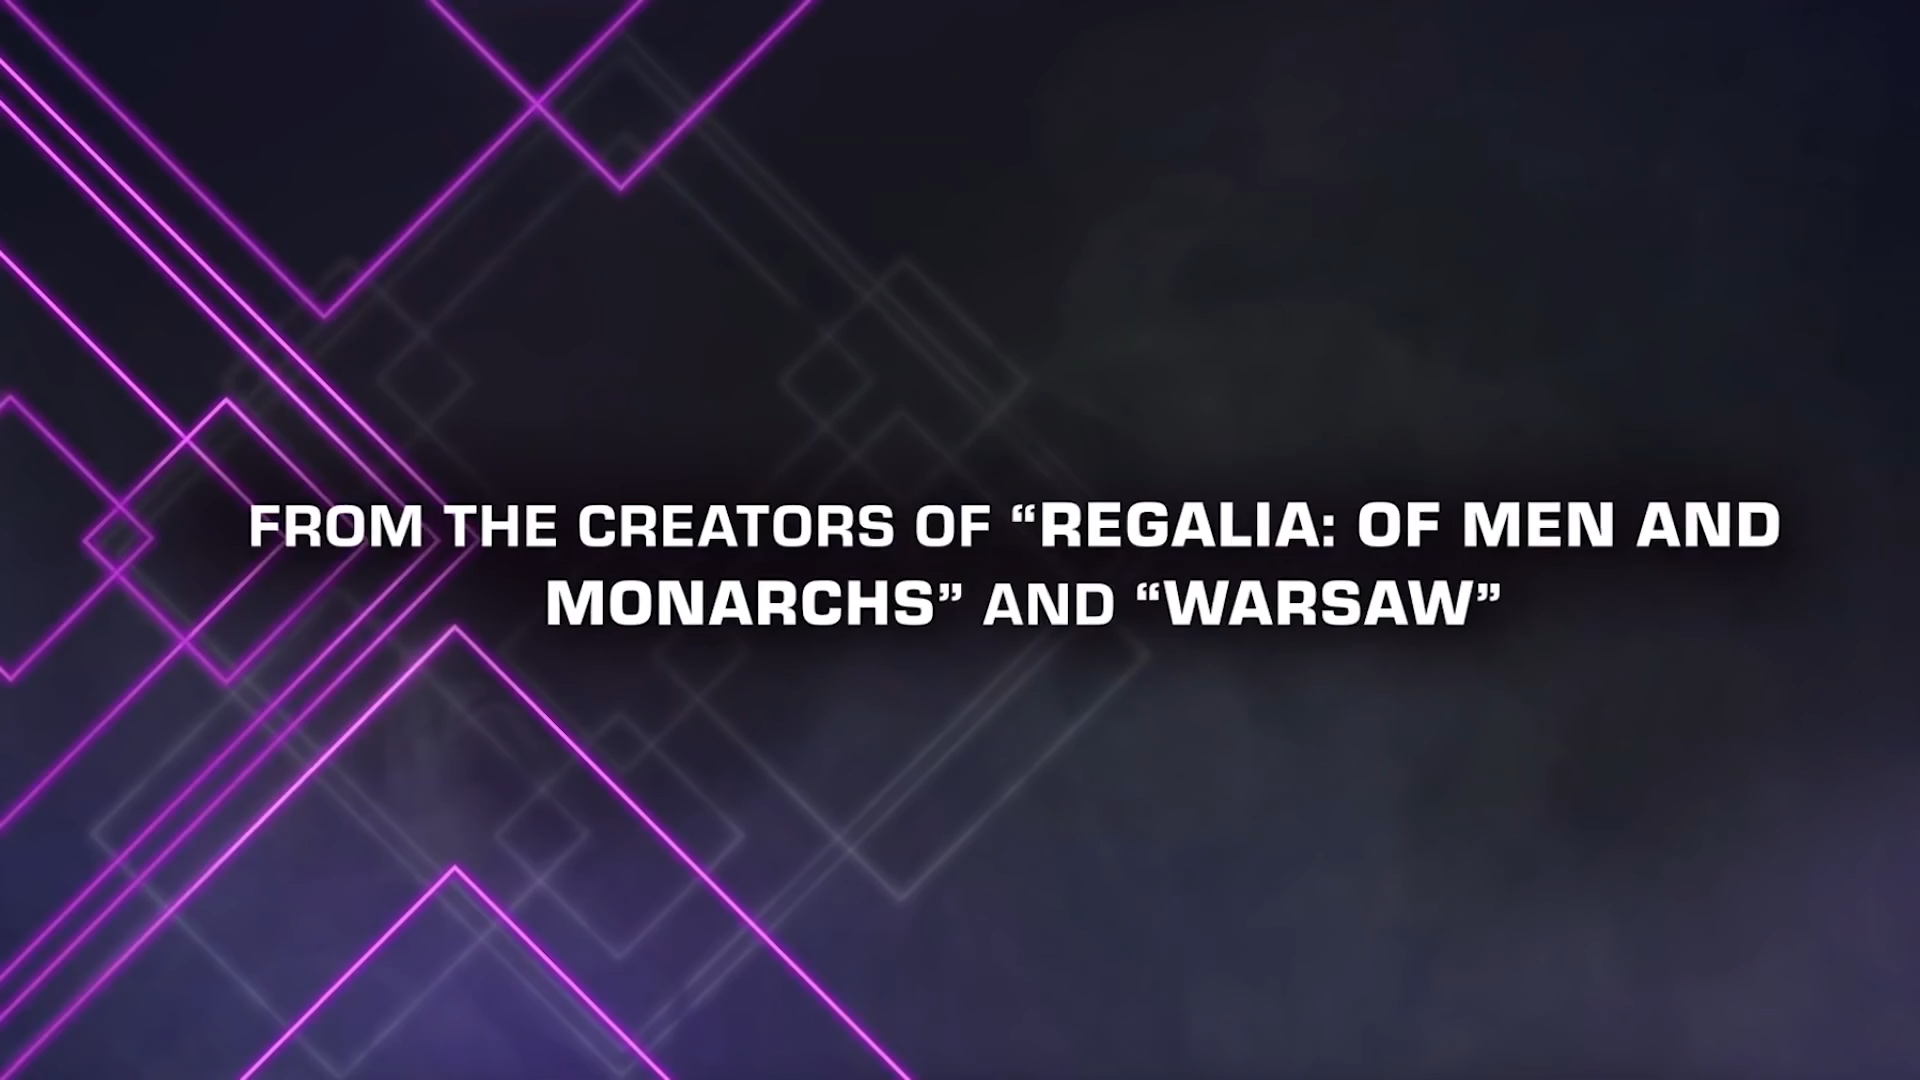 FROM THE CREATORS OF “REGALIA: OF MEN AND
MONARCHS” AND “WARSAW”